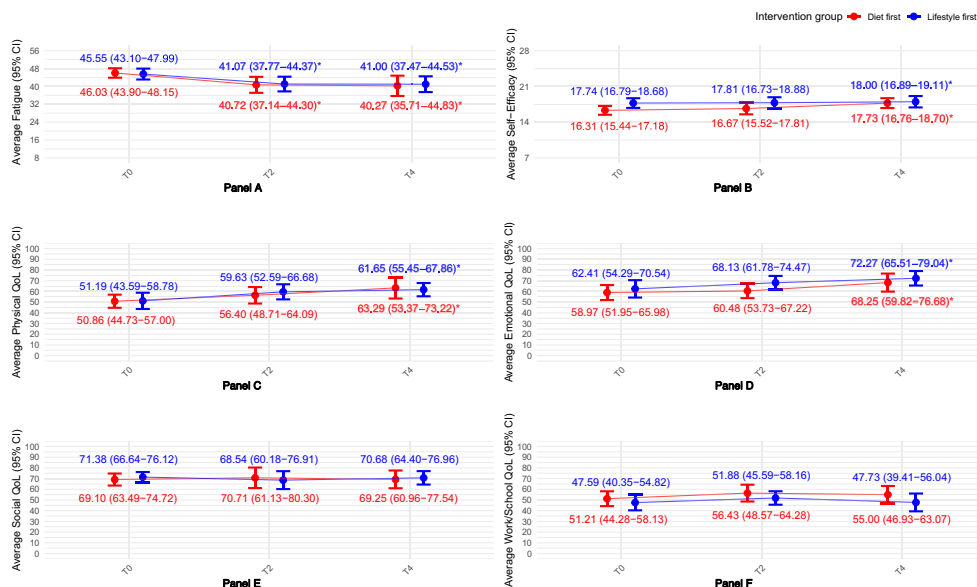 Intervention group Diet first Lifestyle first
Average Fatigue (95% CI)
56
48
40
32
24
16
8
45.55 (43.10−47.99)
41.07 (37.77−44.37)*
41.00 (37.47−44.53)*
46.03 (43.90−48.15)
40.72 (37.14−44.30)*
40.27 (35.71−44.83)*
T0
T2
T4
Panel A
Average Self−Efficacy (95% CI)
28
21
14
7
17.74 (16.79−18.68)
17.81 (16.73−18.88)
18.00 (16.89−19.11)*
16.31 (15.44−17.18)
16.67 (15.52−17.81)
17.73 (16.76−18.70)*
T0
T2
T4
Panel B
Average Physical QoL (95% CI)
100
90
80
70
60
50
40
30
20
10
0
51.19 (43.59−58.78)
59.63 (52.59−66.68)
61.65 (55.45−67.86)*
50.86 (44.73−57.00)
56.40 (48.71−64.09)
63.29 (53.37−73.22)*
T0
T2
T4
Panel C
Average Emotional QoL (95% CI)
100
90
80
70
60
50
40
30
20
10
0
62.41 (54.29−70.54)
68.13 (61.78−74.47)
72.27 (65.51−79.04)*
58.97 (51.95−65.98)
60.48 (53.73−67.22)
68.25 (59.82−76.68)*
T0
T2
T4
Panel D
Average Social QoL (95% CI)
100
90
80
70
60
50
40
30
20
10
0
71.38 (66.64−76.12)
68.54 (60.18−76.91)
70.68 (64.40−76.96)
69.10 (63.49−74.72)
70.71 (61.13−80.30)
69.25 (60.96−77.54)
T0
T2
T4
Panel E
Average Work/School QoL (95% CI)
100
90
80
70
60
50
40
30
20
10
0
47.59 (40.35−54.82)
51.88 (45.59−58.16)
47.73 (39.41−56.04)
51.21 (44.28−58.13)
56.43 (48.57−64.28)
55.00 (46.93−63.07)
T0
T2
T4
Panel F